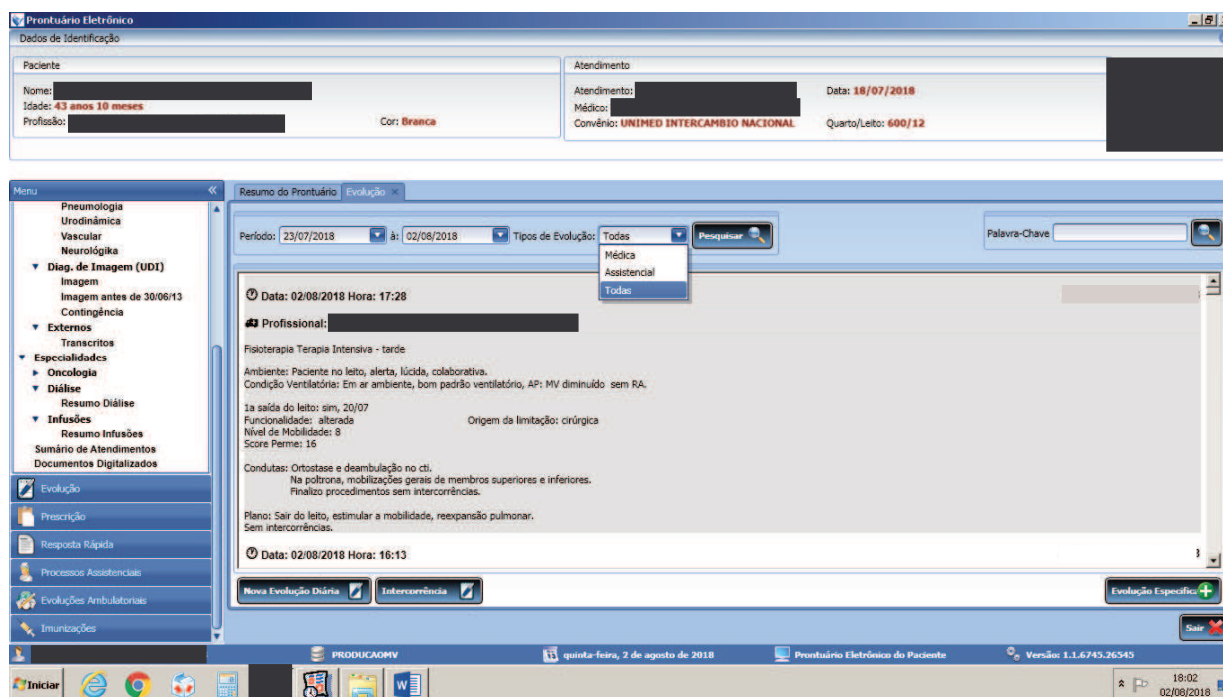 Prontuário Eletrônico
Dados de Identificação
Paciente
Nome:
Idade: 43 anos 10 meses
Profissão:
Cor: Branca
Atendimento
Atendimento:
Data: 18/07/2018
Médico:
Convênio: UNIMED INTERCAMBIO NACIONAL
Quarto/Leito: 600/12
Menu
Pneumologia
Urodinâmica
Vascular
Neurológika
Diag. de Imagem (UDI)
Imagem
Imagem antes de 30/06/13
Contingência
Externos
Transcritos
Especialidades
Oncologia
Diálise
Resumo Diálise
Infusões
Resumo Infusões
Sumário de Atendimentos
Documentos Digitalizados
Evolução
Prescrição
Resposta Rápida
Processos Assistenciais
Evoluções Ambulatoriais
Imunizações
Resumo do Prontuário Evolução
Período: 23/07/2018 à: 02/08/2018 Tipos de Evolução: Todas Pesquisar
Palavra-Chave
Médica
Assistencial
Todas
Data: 02/08/2018 Hora: 17:28
Profissional:
Fisioterapia Terapia Intensiva - tarde
Ambiente: Paciente no leito, alerta, lúcida, colaborativa.
Condição Ventilatória: Em ar ambiente, bom padrão ventilatório, AP: MV diminuído sem RA.
1a saída do leito: sim, 20/07
Funcionalidade: alterada Origem da limitação: cirúrgica
Nível de Mobilidade: 8
Score Perme: 16
Condutas: Ortostase e deambulação no cti.
Na poltrona, mobilizações gerais de membros superiores e inferiores.
Finalizo procedimentos sem intercorrências.
Plano: Sair do leito, estimular a mobilidade, reexpansão pulmonar.
Sem intercorrências.
Data: 02/08/2018 Hora: 16:13
Nova Evolução Diária Intercorrência
Evolução Específica
Sair
PRODUCAOMV
quinta-feira, 2 de agosto de 2018
Prontuário Eletrônico do Paciente
Versão: 1.1.6745.26545
Iniciar
18:02
02/08/2018